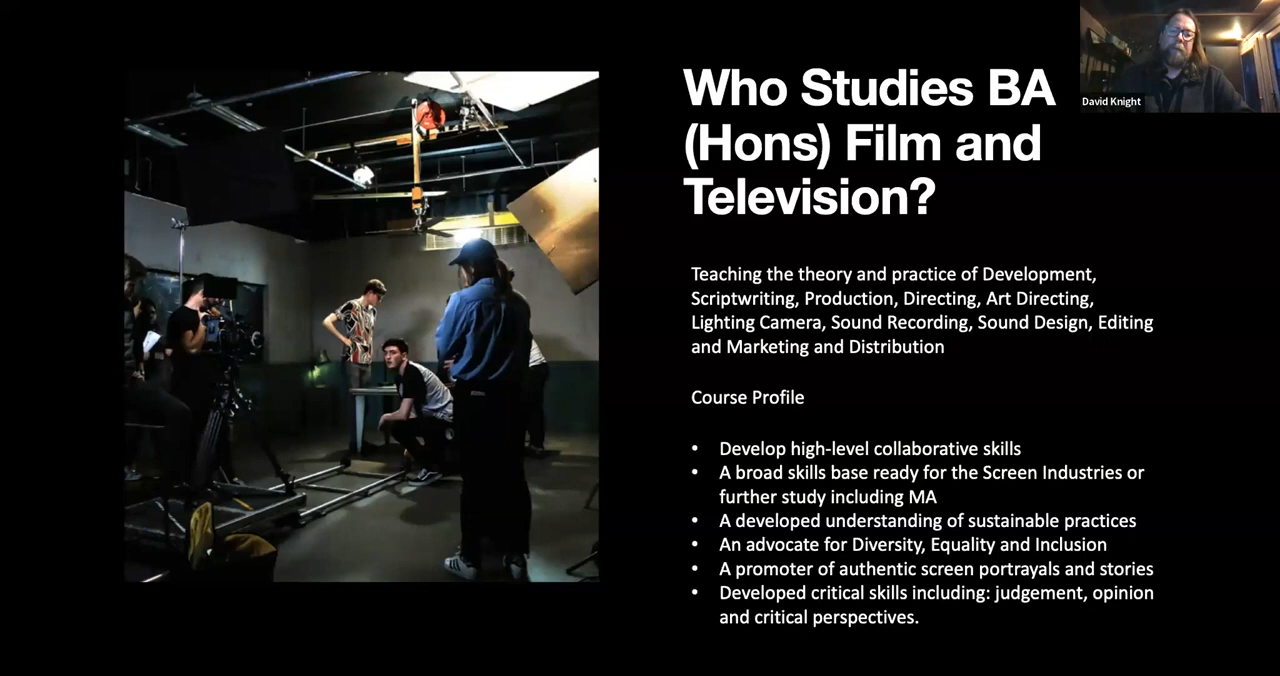 Who Studies BA
(Hons) Film and
Television?
David Knight
Teaching the theory and practice of Development,
Scriptwriting, Production, Directing, Art Directing,
Lighting Camera, Sound Recording, Sound Design, Editing
and Marketing and Distribution
Course Profile
• Develop high-level collaborative skills
• A broad skills base ready for the Screen Industries or
further study including MA
• A developed understanding of sustainable practices
• An advocate for Diversity, Equality and Inclusion
• A promoter of authentic screen portrayals and stories
• Developed critical skills including: judgement, opinion
and critical perspectives.